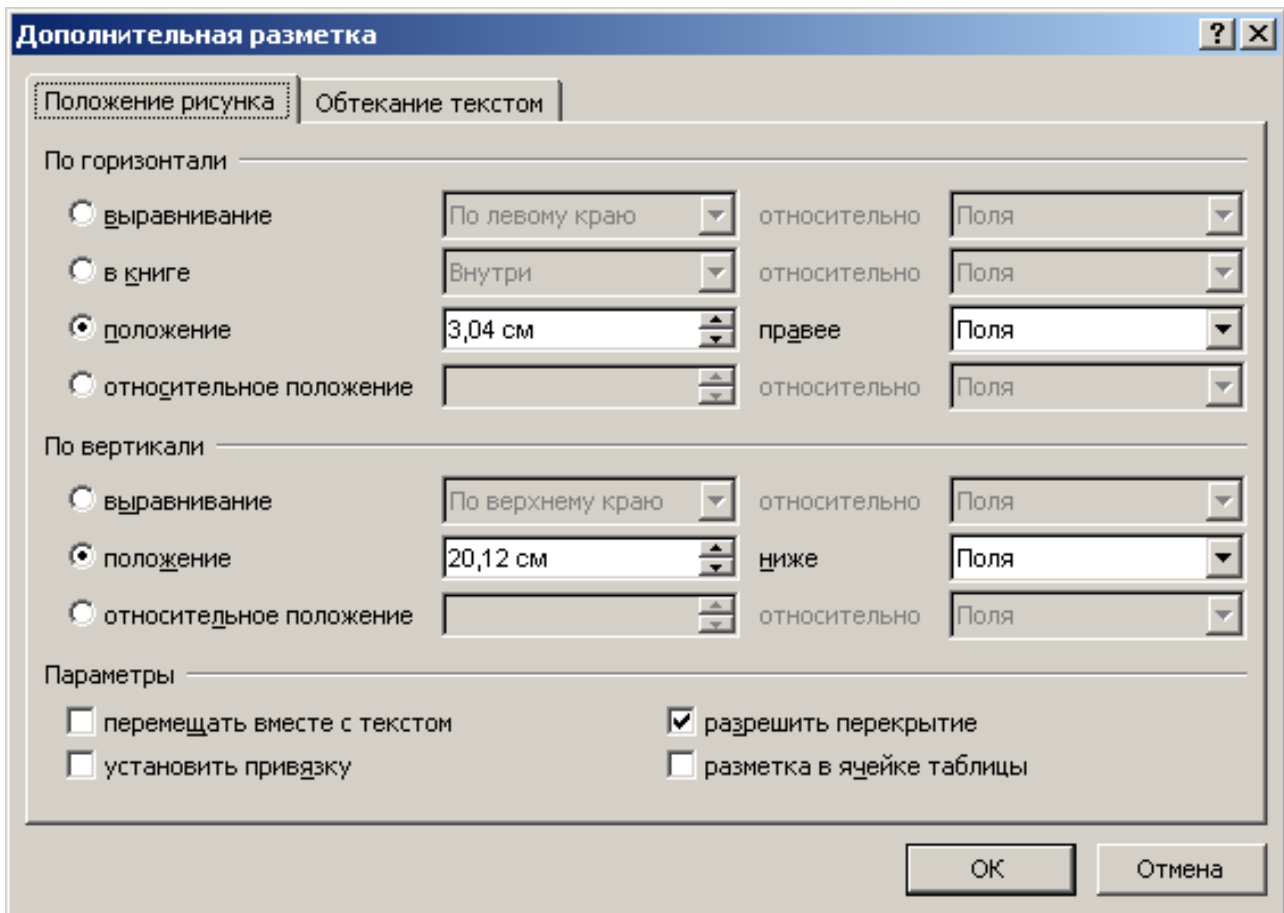 Дополнительная разметка
Положение рисунка Обтекание текстом
По горизонтали
выравнивание По левому краю относительно Поля
в книге Внутри относительно Поля
положение 3,04 см правее Поля
относительное положение относительно Поля
По вертикали
выравнивание По верхнему краю относительно Поля
положение 20,12 см ниже Поля
относительное положение относительно Поля
Параметры
перемещать вместе с текстом разрешить перекрытие
установить привязку разметка в ячейке таблицы
ОК Отмена